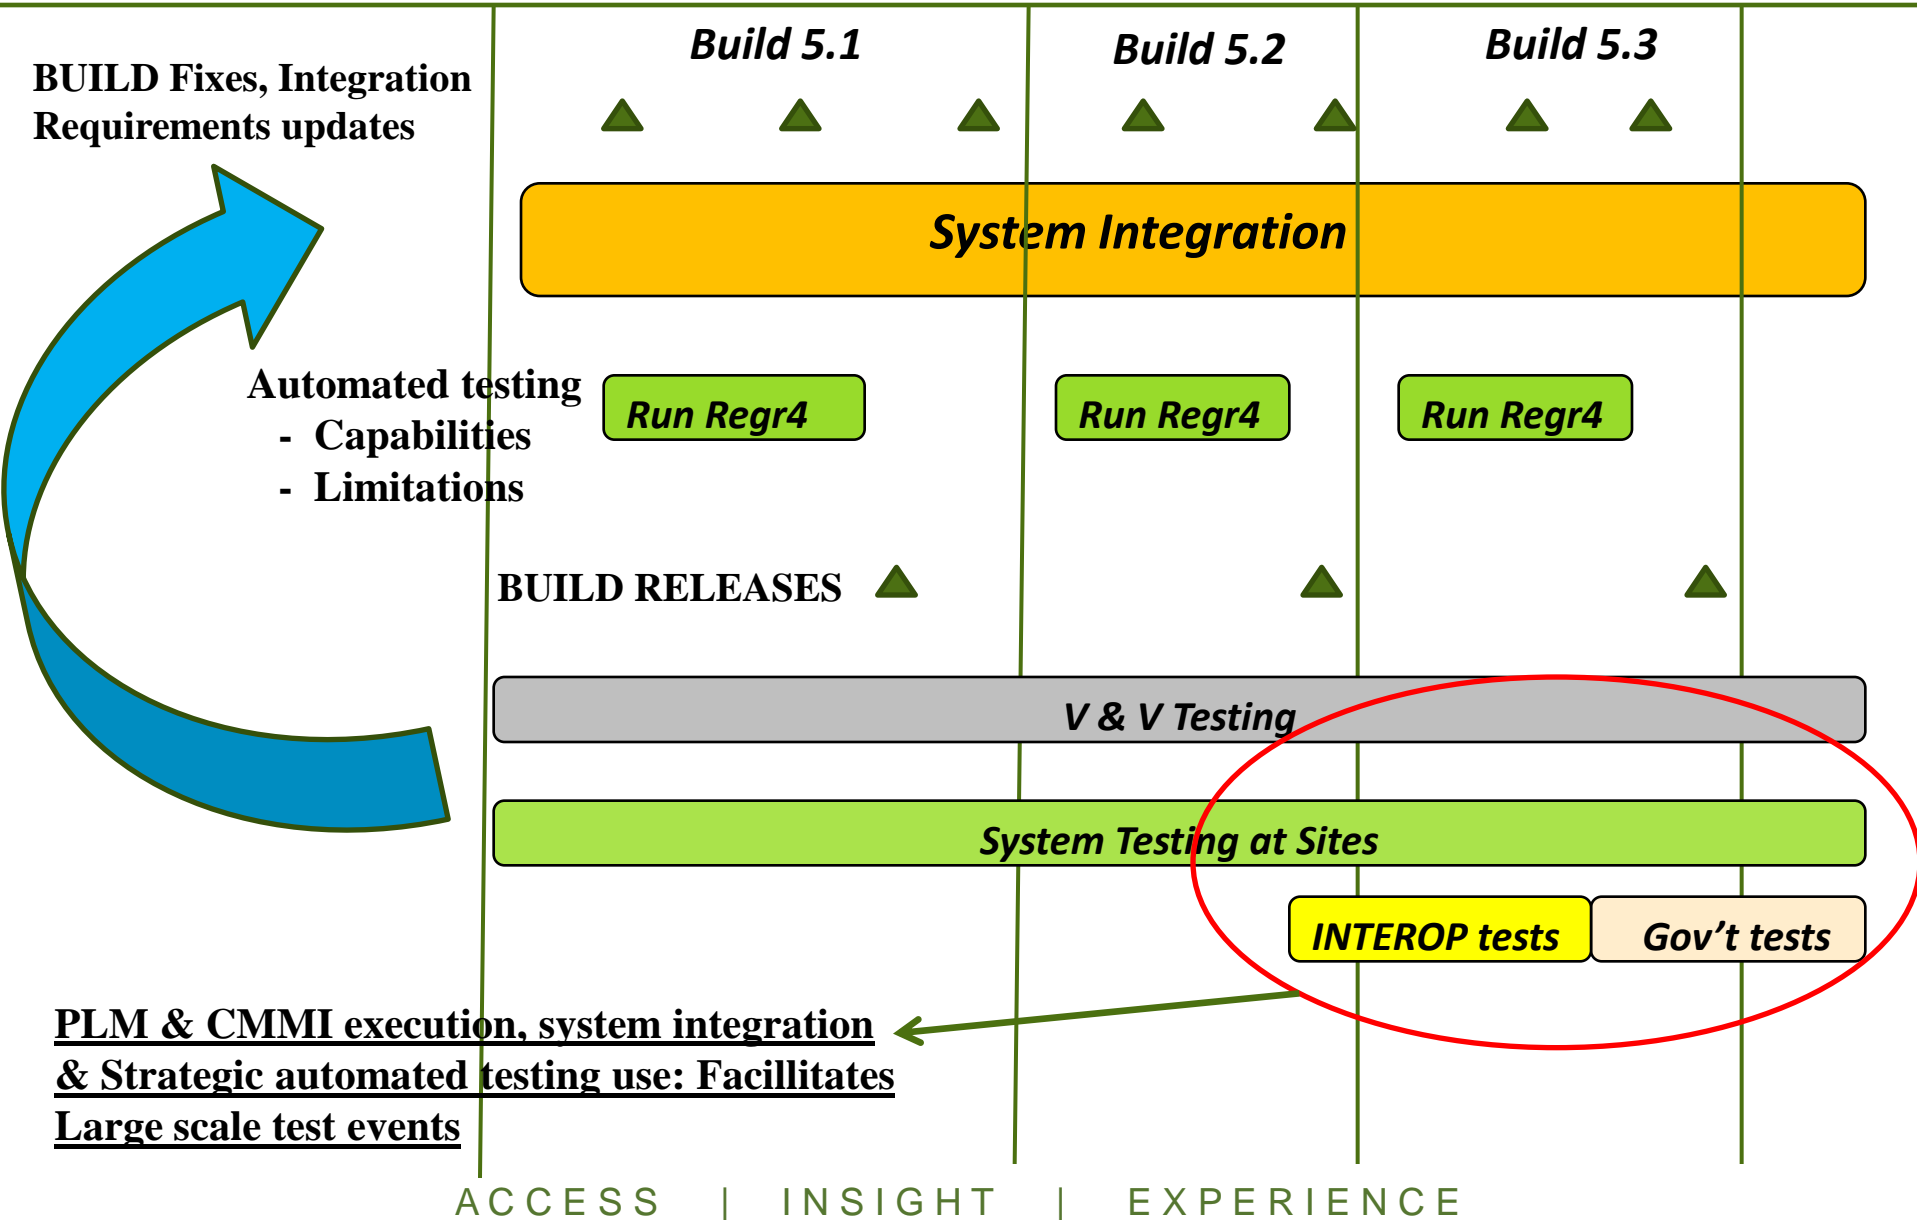 Build 5.1
Build 5.2
Build 5.3
BUILD Fixes, Integration
Requirements updates
System Integration
Automated testing
- Capabilities
- Limitations
Run Regr4
Run Regr4
Run Regr4
BUILD RELEASES
V & V Testing
System Testing at Sites
INTEROP tests
Gov’t tests
PLM & CMMI execution, system integration
& Strategic automated testing use: Facillitates
Large scale test events
ACCESS | INSIGHT | EXPERIENCE